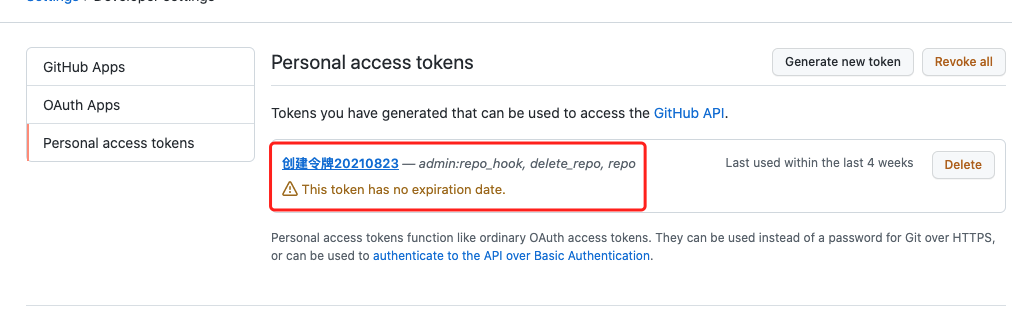 Settings / Developer settings
GitHub Apps
OAuth Apps
Personal access tokens
Personal access tokens
Generate new token
Revoke all
Tokens you have generated that can be used to access the GitHub API.
创建令牌20210823 — admin:repo_hook, delete_repo, repo
Last used within the last 4 weeks
Delete
This token has no expiration date.
Personal access tokens function like ordinary OAuth access tokens. They can be used instead of a password for Git over HTTPS,
or can be used to authenticate to the API over Basic Authentication.